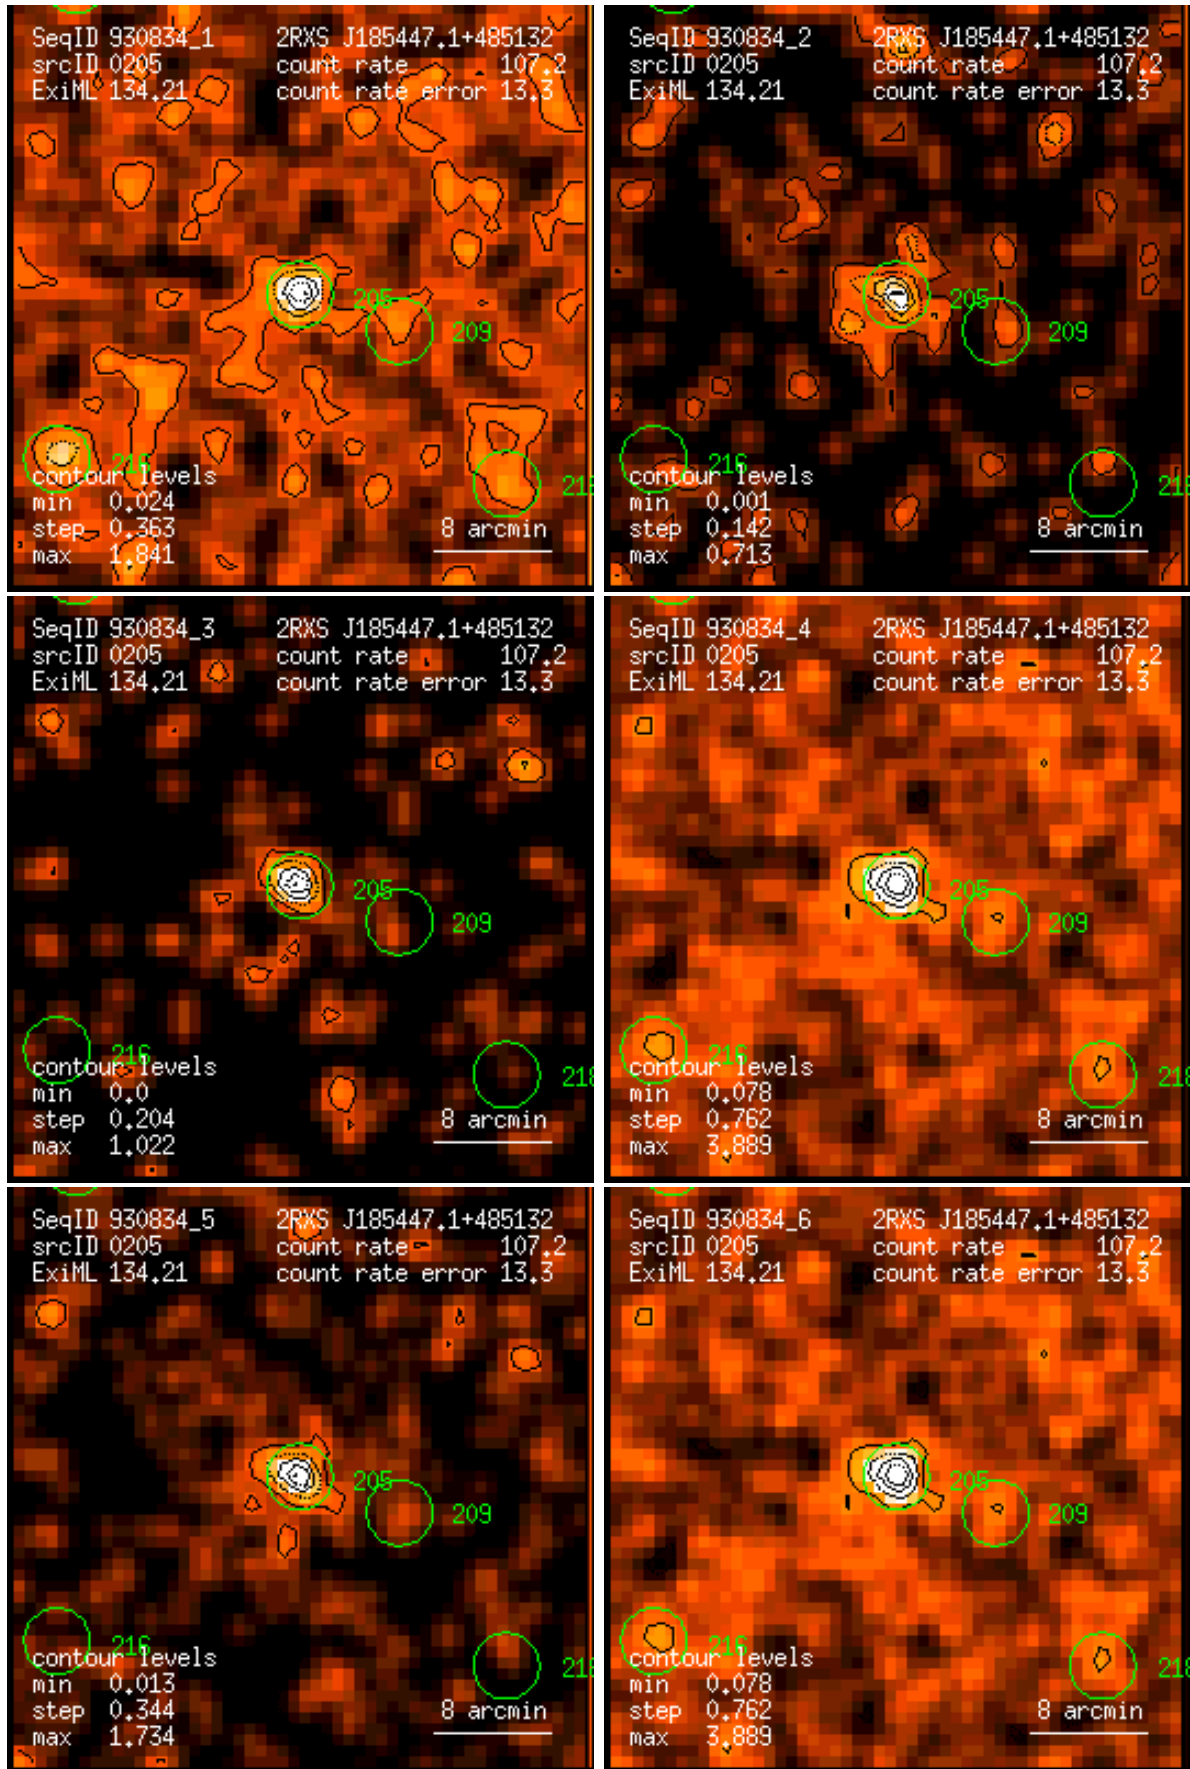 SeqID 930834_1 2RXS J185447.1+485132
srcID 0205 count rate 107.2
ExiML 134.21 count rate error 13.3
205
209
216
218
contour levels
min 0.024
step 0.363 8 arcmin
max 1.841
SeqID 930834_2 2RXS J185447.1+485132
srcID 0205 count rate 107.2
ExiML 134.21 count rate error 13.3
205
209
216
contour levels
min 0.001
step 0.142 8 arcmin
max 0.713
SeqID 930834_3 2RXS J185447.1+485132
srcID 0205 count rate 107.2
ExiML 134.21 count rate error 13.3
205
209
216
contour levels
218
min 0.0
step 0.204 8 arcmin
max 1.022
SeqID 930834_4 2RXS J185447.1+485132
srcID 0205 count rate 107.2
ExiML 134.21 count rate error 13.3
205
209
216
contour levels
218
min 0.078
step 0.762 8 arcmin
max 3.889
SeqID 930834_5 2RXS J185447.1+485132
srcID 0205 count rate 107.2
ExiML 134.21 count rate error 13.3
205
209
216
contour levels
218
min 0.013
step 0.344 8 arcmin
max 1.734
SeqID 930834_6 2RXS J185447.1+485132
srcID 0205 count rate 107.2
ExiML 134.21 count rate error 13.3
205
209
216
contour levels
218
min 0.078
step 0.762 8 arcmin
max 3.889